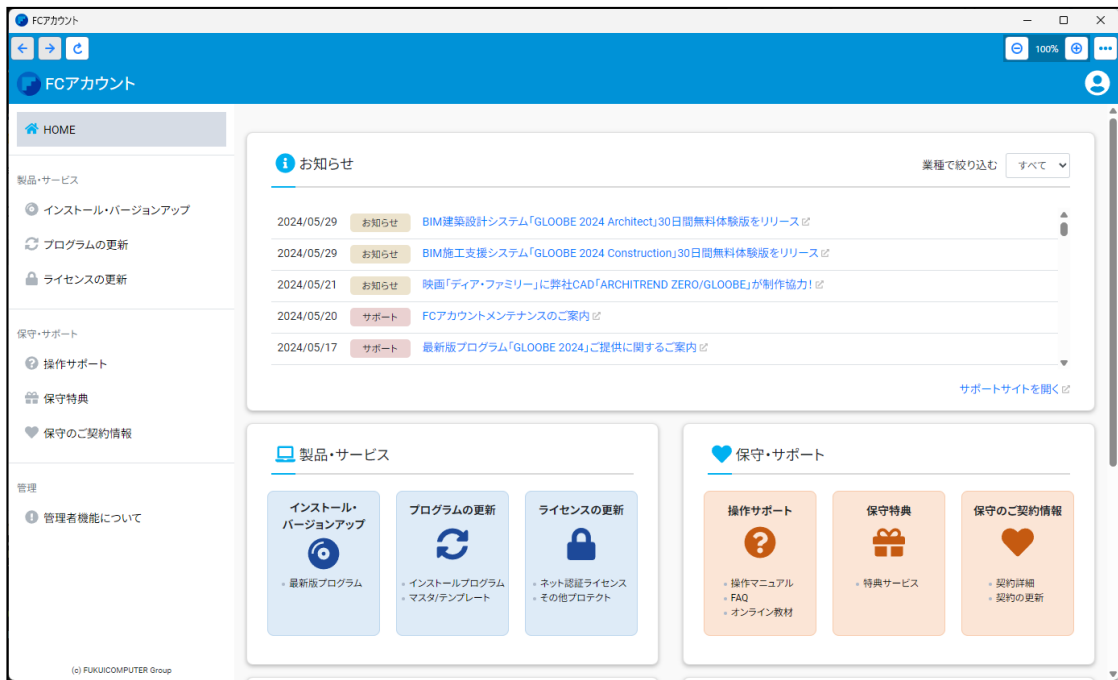 FCアカウント
100%
FCアカウント
HOME
製品・サービス
インストール・バージョンアップ
プログラムの更新
ライセンスの更新
保守・サポート
操作サポート
保守特典
保守のご契約情報
管理
管理者機能について
(c) FUKUICOMPUTER Group
お知らせ
業種で絞り込む すべて
2024/05/29 お知らせ BIM建築設計システム「GLOOBE 2024 Architect」30日間無料体験版をリリース
2024/05/29 お知らせ BIM施工支援システム「GLOOBE 2024 Construction」30日間無料体験版をリリース
2024/05/21 お知らせ 映画「ディア・ファミリー」に弊社CAD「ARCHITREND ZERO/GLOOBE」が制作協力!
2024/05/20 サポート FCアカウントメンテナンスのご案内
2024/05/17 サポート 最新版プログラム「GLOOBE 2024」ご提供に関するご案内
サポートサイトを開く
製品・サービス
インストール・
バージョンアップ
・最新版プログラム
プログラムの更新
・インストールプログラム
・マスタ/テンプレート
ライセンスの更新
・ネット認証ライセンス
・その他プロテクト
保守・サポート
操作サポート
・操作マニュアル
・FAQ
・オンライン教材
保守特典
・特典サービス
保守のご契約情報
・契約詳細
・契約の更新